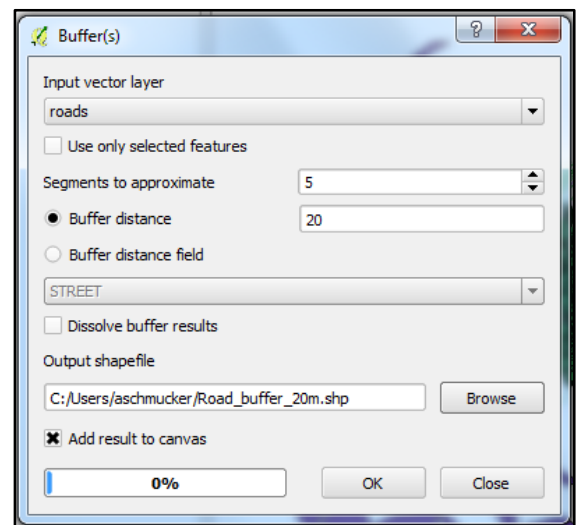 Buffer(s)
?
Input vector layer
roads
Use only selected features
Segments to approximate 5
Buffer distance 20
Buffer distance field
STREET
Dissolve buffer results
Output shapefile
C:/Users/aschmucker/Road_buffer_20m.shp Browse
Add result to canvas
0% OK Close